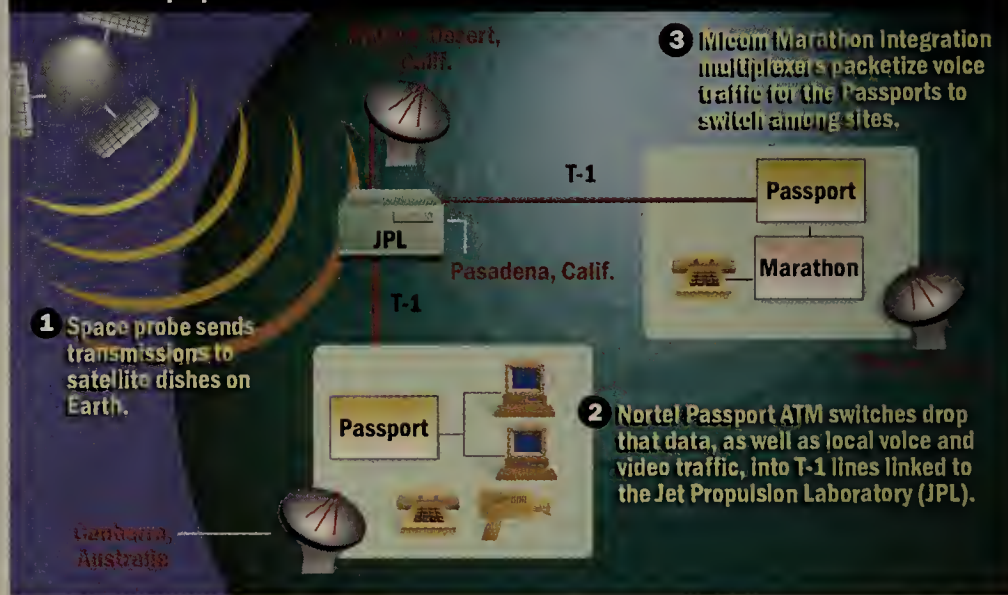 Desert,
Calif.
3 Micom Marathon Integration
multiplexers packetize voice
traffic for the Passports to
switch among sites.
T-1
Passport
JPL
Marathon
Pasadena, Calif.
T-1
1 Space probe sends
transmissions to
satellite dishes on
Earth.
Passport
2 Nortel Passport ATM switches drop
that data, as well as local voice and
video traffic, into T-1 lines linked to
the Jet Propulsion Laboratory (JPL).
Canberra,
Australia